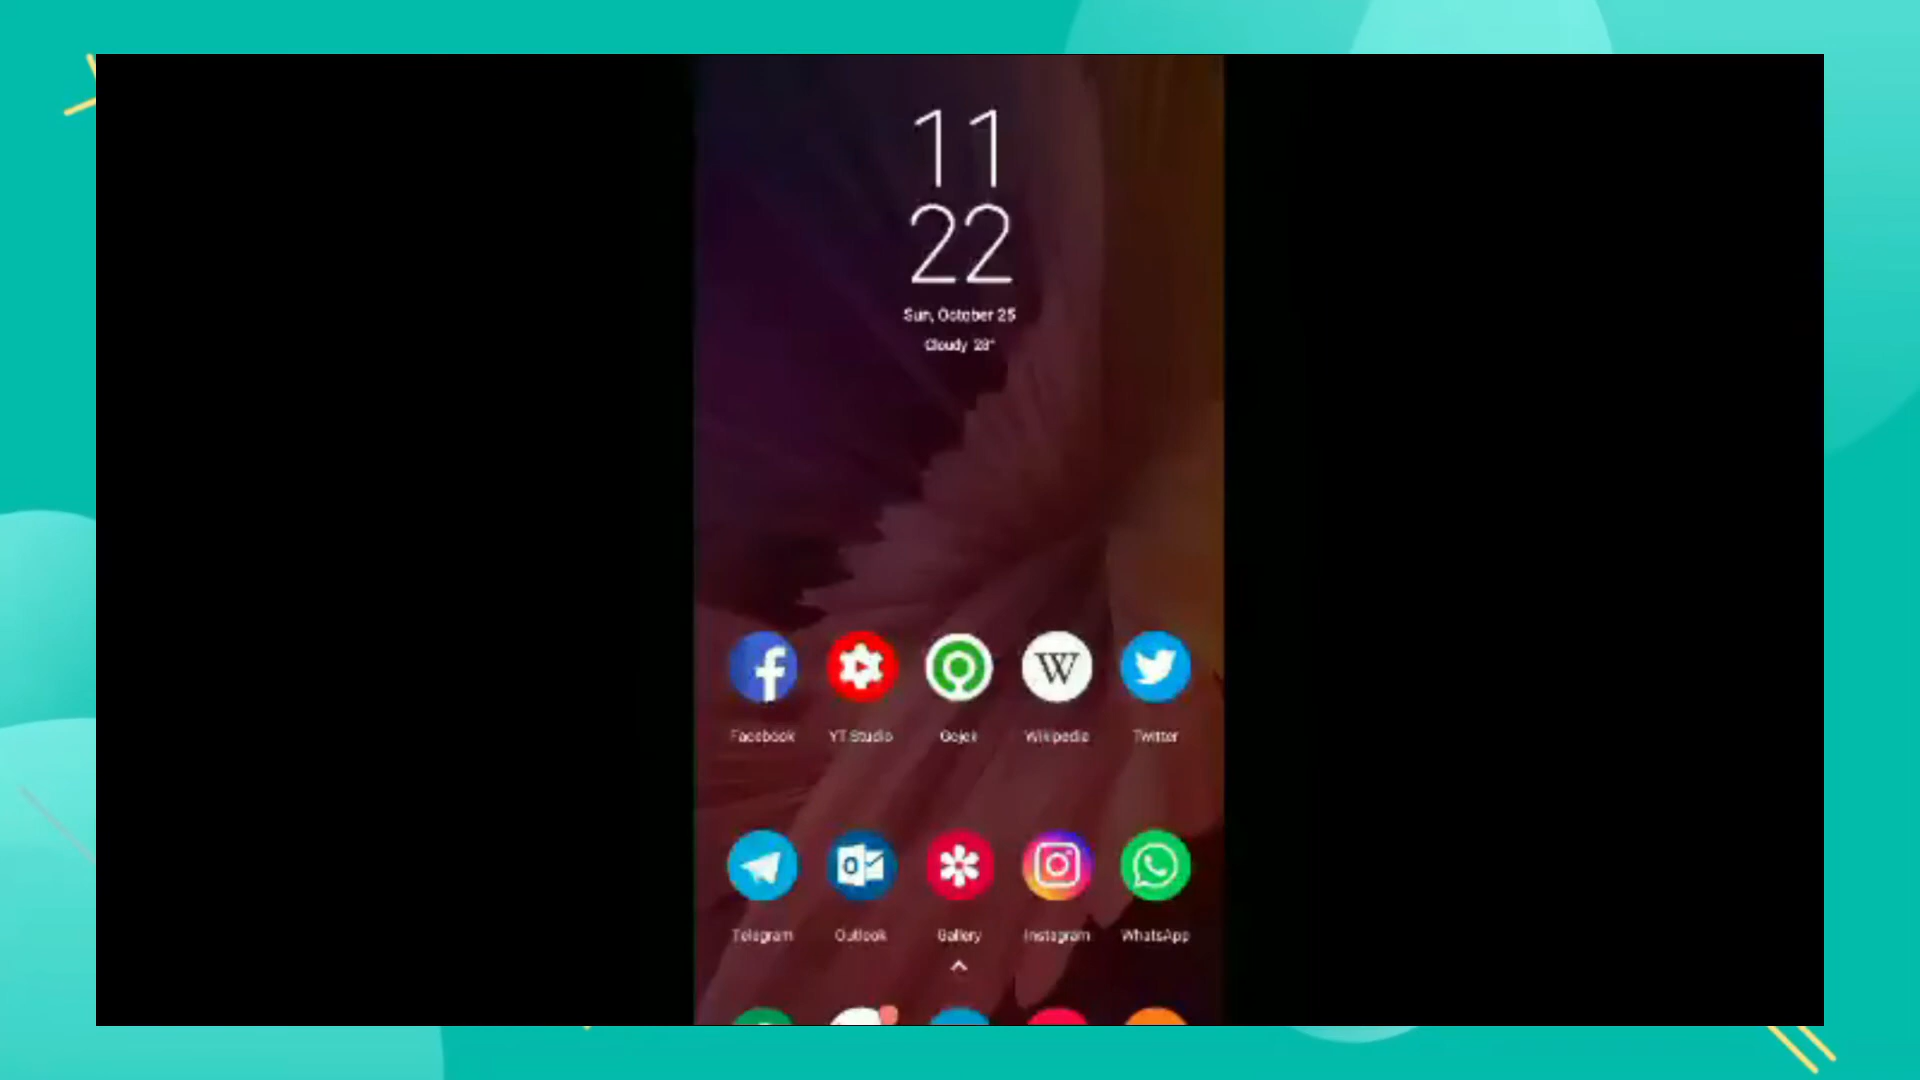 11
22
Sun, October 25
Cloudy 28°
Facebook YT Studio Gojek Wikipedia Twitter
Telegram Outlook Gallery Instagram WhatsApp